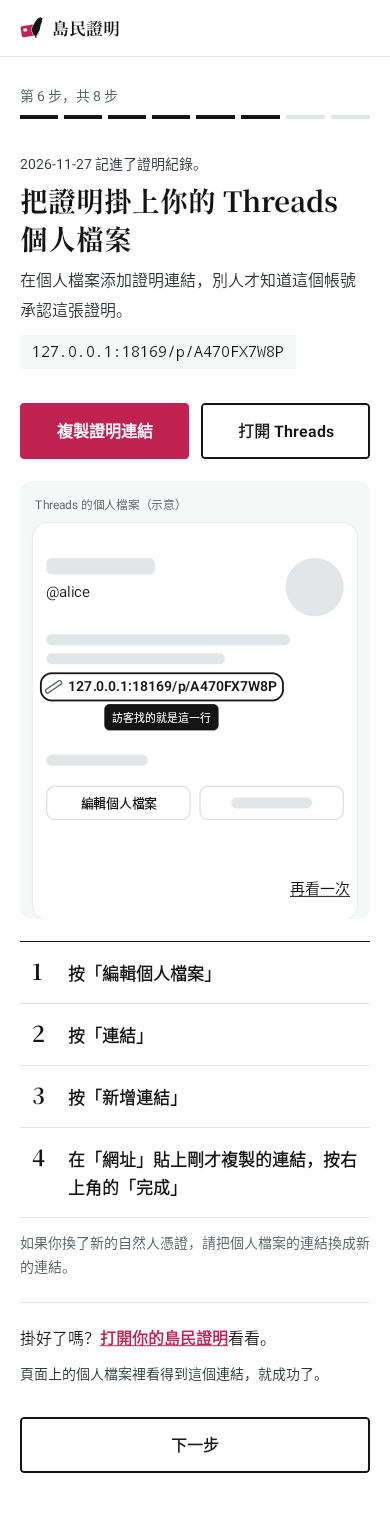 島民證明
第 6 步，共 8 步
2026-11-27 記進了證明紀錄。
把證明掛上你的 Threads
個人檔案
在個人檔案添加證明連結，別人才知道這個帳號
承認這張證明。
127.0.0.1:18169/p/A470FX7W8P
複製證明連結
打開 Threads
Threads 的個人檔案（示意）
@alice
127.0.0.1:18169/p/A470FX7W8P
訪客找的就是這一行
編輯個人檔案
再看一次
1 按「編輯個人檔案」
2 按「連結」
3 按「新增連結」
4 在「網址」貼上剛才複製的連結，按右
上角的「完成」
如果你換了新的自然人憑證，請把個人檔案的連結換成新
的連結。
掛好了嗎？打開你的島民證明看看。
頁面上的個人檔案裡看得到這個連結，就成功了。
下一步